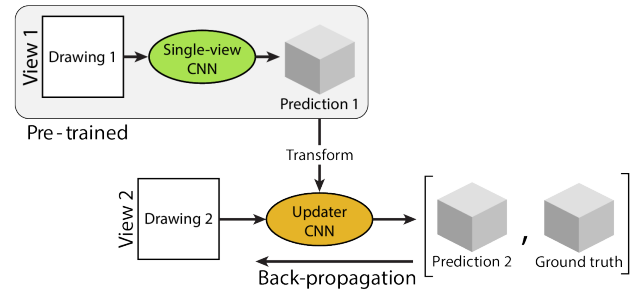 View 1
Drawing 1
Single-view
CNN
Prediction 1
Pre-trained
Transform
View 2
Drawing 2
Updater
CNN
Prediction 2
,
Ground truth
Back-propagation